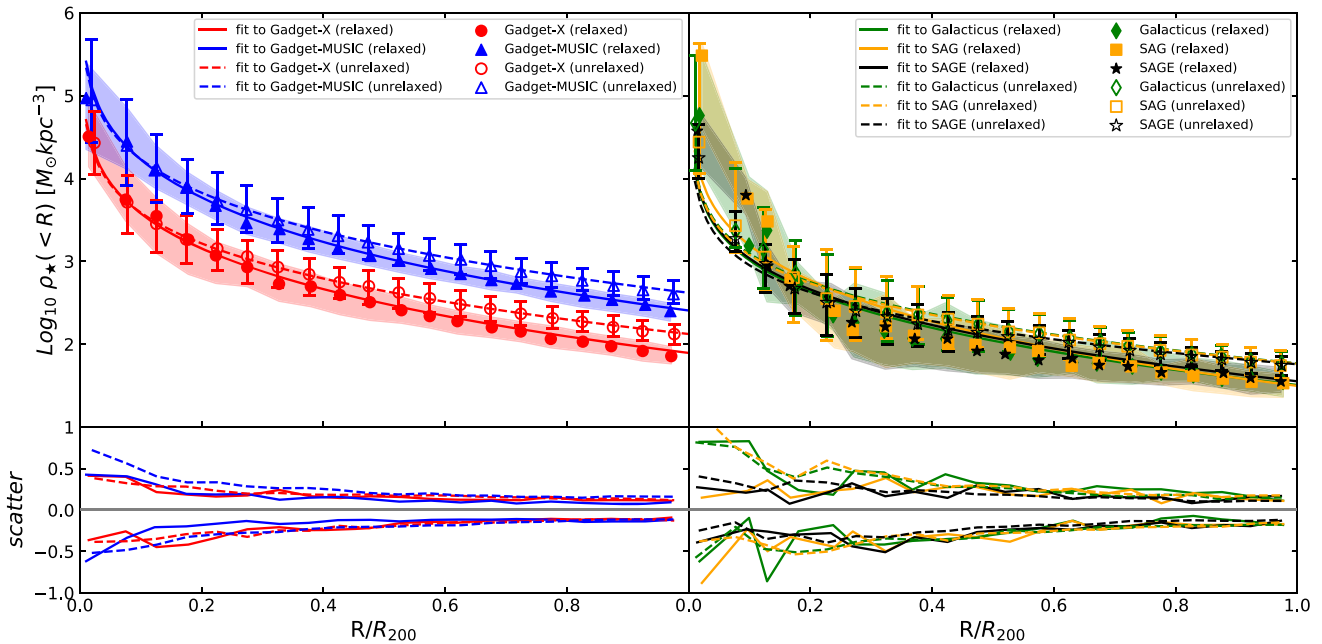 6
5
4
3
2
Log₁₀ ρ⋆( < R) [M⊙kpc⁻³]
fit to Gadget-X (relaxed)
fit to Gadget-MUSIC (relaxed)
fit to Gadget-X (unrelaxed)
fit to Gadget-MUSIC (unrelaxed)
Gadget-X (relaxed)
Gadget-MUSIC (relaxed)
Gadget-X (unrelaxed)
Gadget-MUSIC (unrelaxed)
fit to Galacticus (relaxed)
fit to SAG (relaxed)
fit to SAGE (relaxed)
fit to Galacticus (unrelaxed)
fit to SAG (unrelaxed)
fit to SAGE (unrelaxed)
Galacticus (relaxed)
SAG (relaxed)
SAGE (relaxed)
Galacticus (unrelaxed)
SAG (unrelaxed)
SAGE (unrelaxed)
1
0.5
0.0
−0.5
−1.0
scatter
0.0 0.2 0.4 0.6 0.8 0.0 0.2 0.4 0.6 0.8 1.0
R/R₂₀₀ R/R₂₀₀